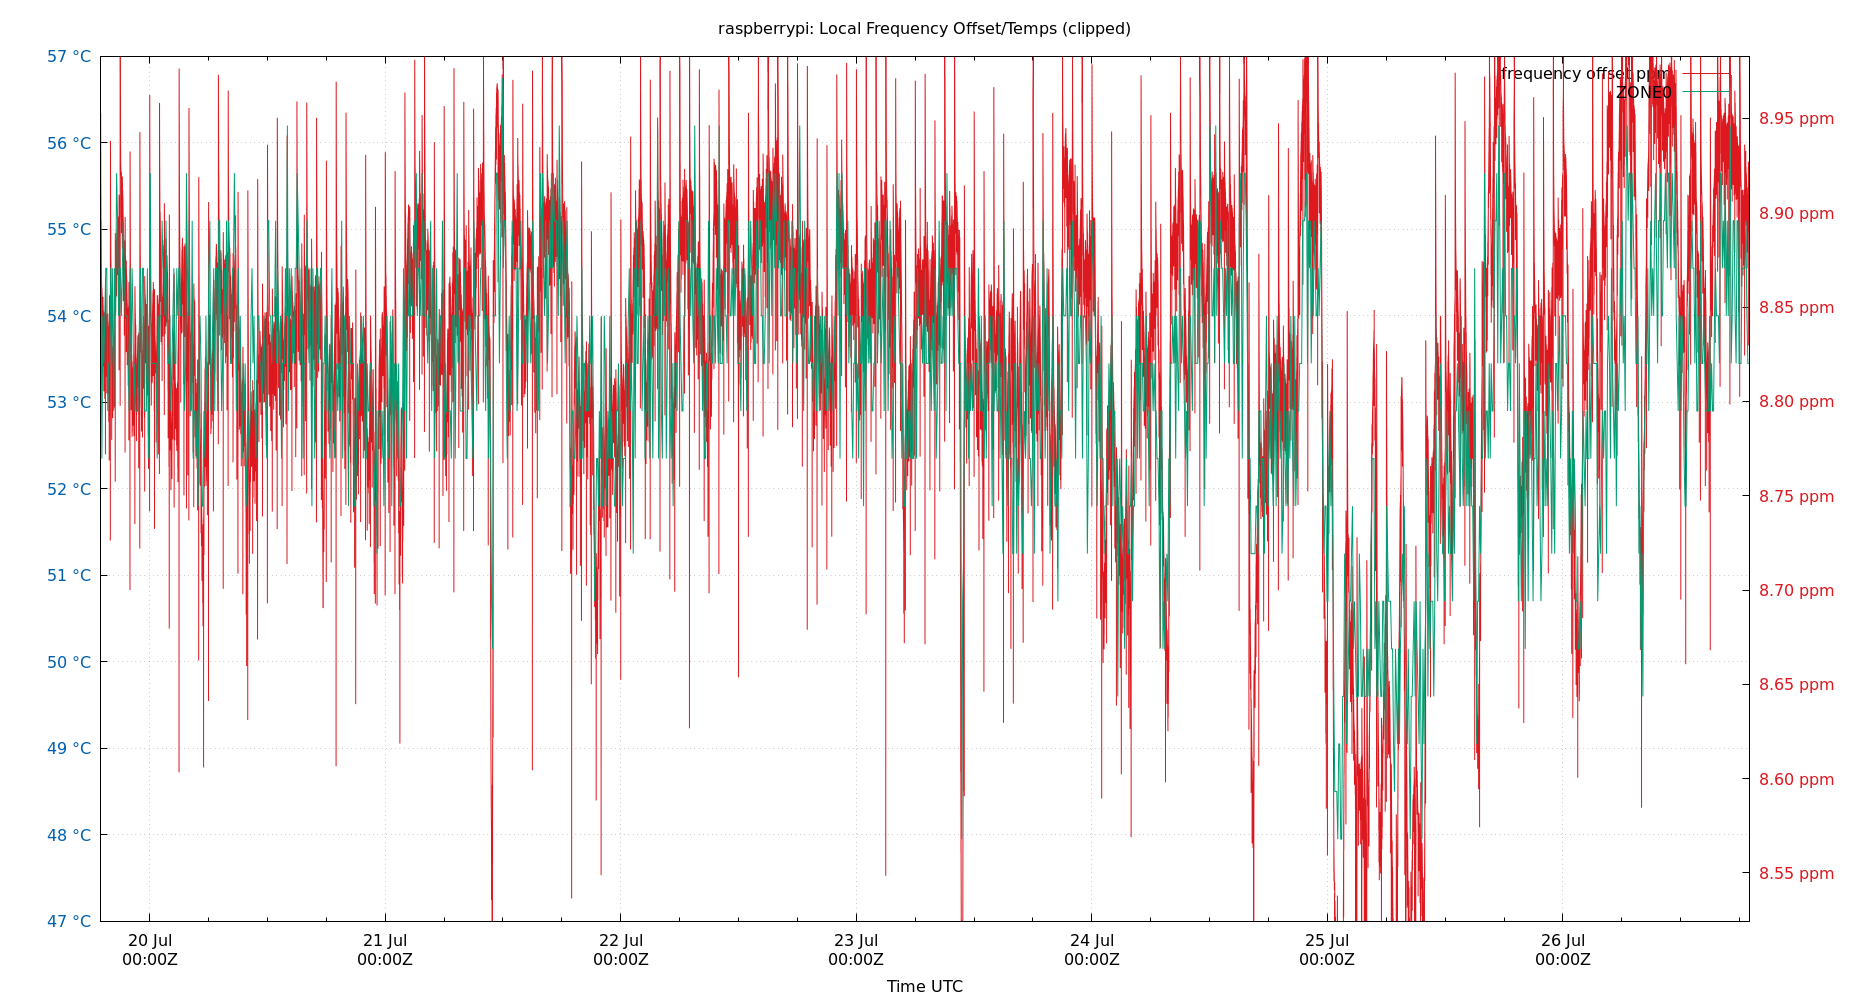 raspberrypi: Local Frequency Offset/Temps (clipped)
57 °C
56 °C
55 °C
54 °C
53 °C
52 °C
51 °C
50 °C
49 °C
48 °C
47 °C
frequency offset ppm
ZONE0
8.95 ppm
8.90 ppm
8.85 ppm
8.80 ppm
8.75 ppm
8.70 ppm
8.65 ppm
8.60 ppm
8.55 ppm
20 Jul
00:00Z
21 Jul
00:00Z
22 Jul
00:00Z
23 Jul
00:00Z
24 Jul
00:00Z
25 Jul
00:00Z
26 Jul
00:00Z
Time UTC